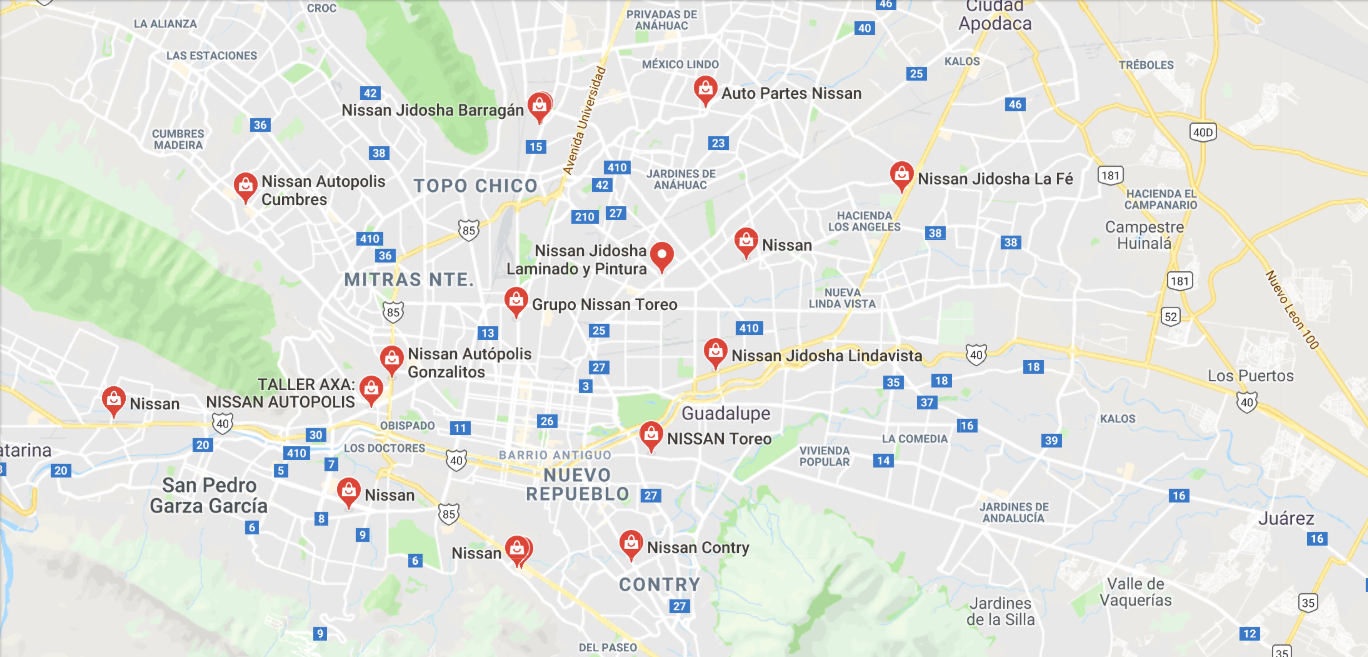 CROC
LA ALIANZA
PRIVADAS DE
ANÁHUAC
46
Ciudad
Apodaca
40
LAS ESTACIONES
MÉXICO LINDO
KALOS
TRÉBOLES
25
42
Nissan Jidosha Barragán
Avenida Universidad
Auto Partes Nissan
46
36
CUMBRES
MADEIRA
38
15
23
40D
410
42
JARDINES DE
ANÁHUAC
Nissan Jidosha La Fé
181
Nissan Autopolis
Cumbres
TOPO CHICO
HACIENDA EL
CAMPANARIO
210
27
HACIENDA
LOS ANGELES
85
410
36
38
38
Campestre
Huinalá
Nissan Jidosha
Laminado y Pintura
Nissan
MITRAS NTE.
181
Nuevo Leon 100
NUEVA
LINDA VISTA
Grupo Nissan Toreo
85
52
13
25
410
Nissan Autópolis
Gonzalitos
Nissan Jidosha Lindavista
40
27
18
Los Puertos
TALLER AXA:
NISSAN AUTOPOLIS
3
35
18
37
40
Nissan
Guadalupe
KALOS
40
OBISPADO
11
26
16
30
NISSAN Toreo
LA COMEDIA
39
20
410
LOS DOCTORES
40
BARRIO ANTIGUO
VIVIENDA
POPULAR
14
atarina
20
5
7
NUEVO
REPUEBLO
San Pedro
Garza García
Nissan
27
16
8
85
JARDINES DE
ANDALUCÍA
Juárez
6
9
16
Nissan
Nissan Contry
6
CONTRY
Valle de
Vaquerías
27
Jardines
de la Silla
35
9
12
DEL PASEO
35